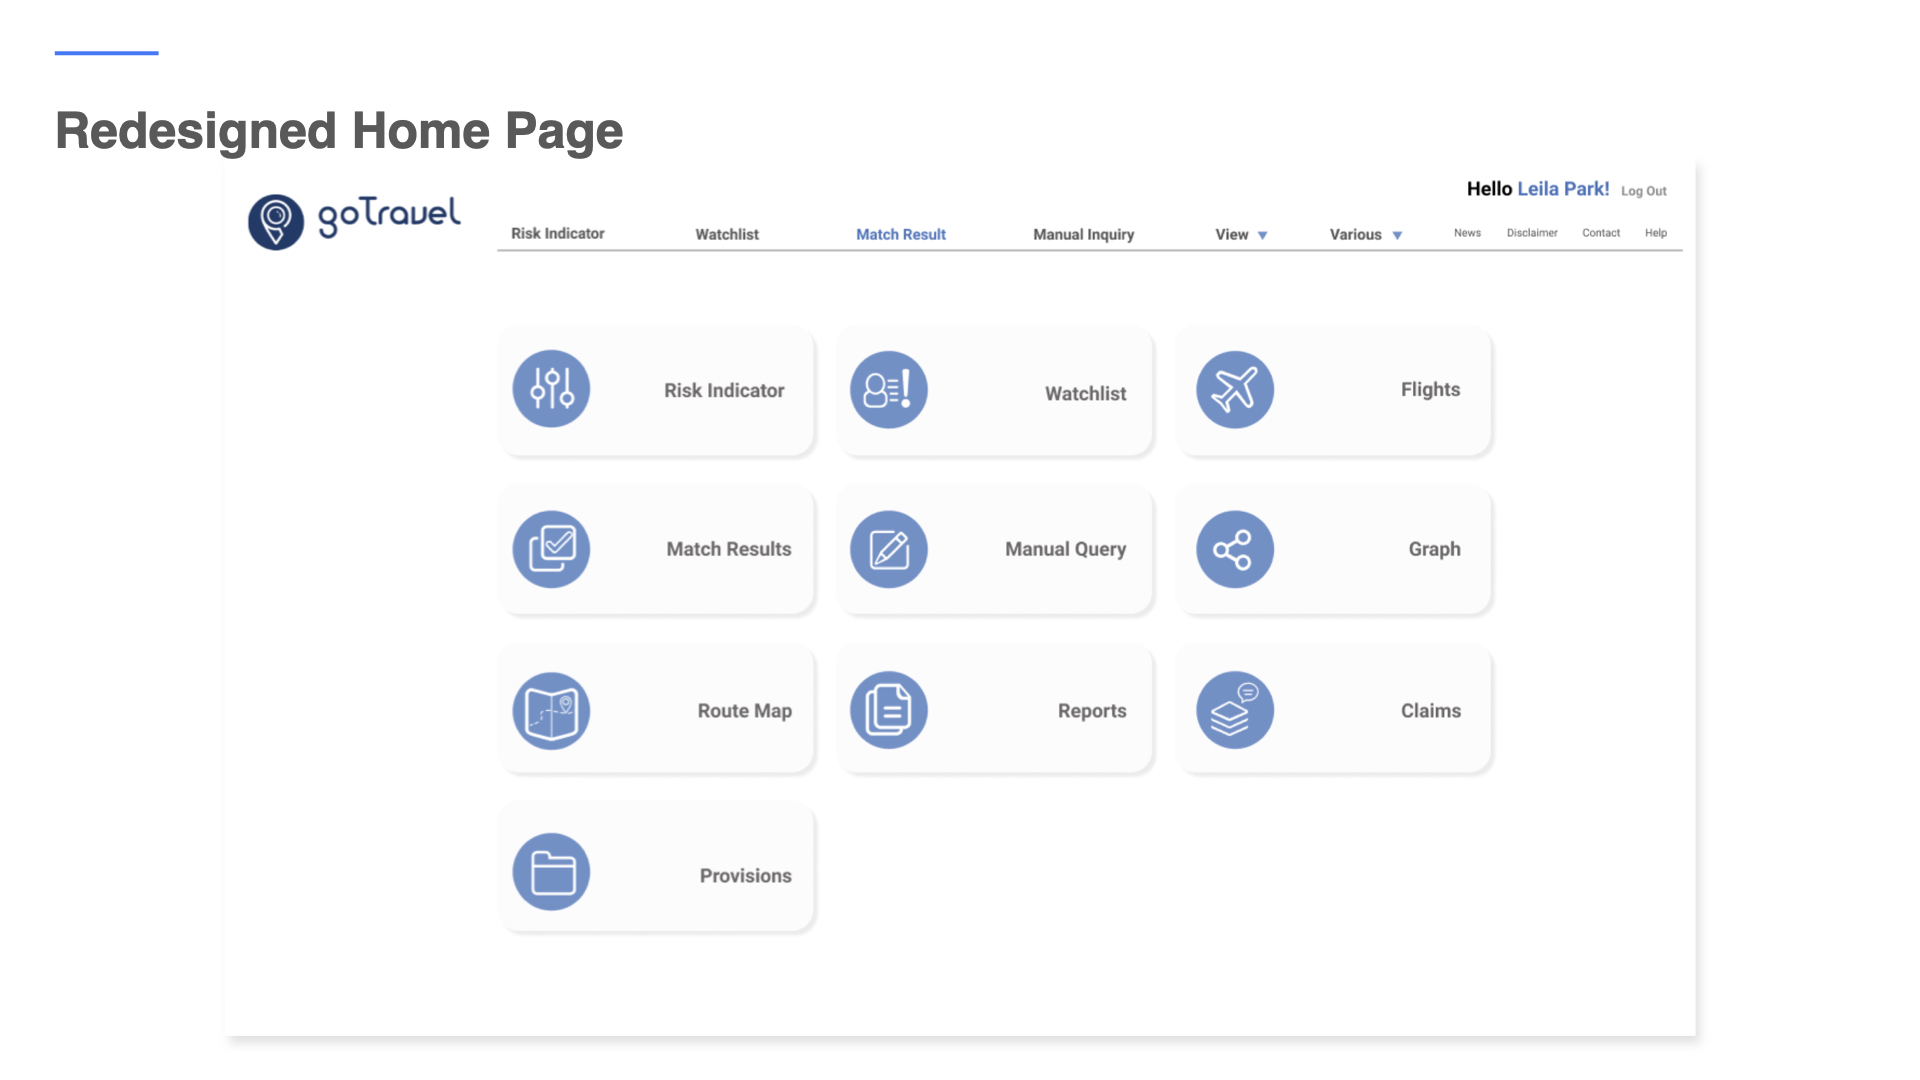 Redesigned Home Page
goTravel
Hello Leila Park! Log Out
Risk Indicator Watchlist Match Result Manual Inquiry View Various News Disclaimer Contact Help
Risk Indicator Watchlist Flights
Match Results Manual Query Graph
Route Map Reports Claims
Provisions